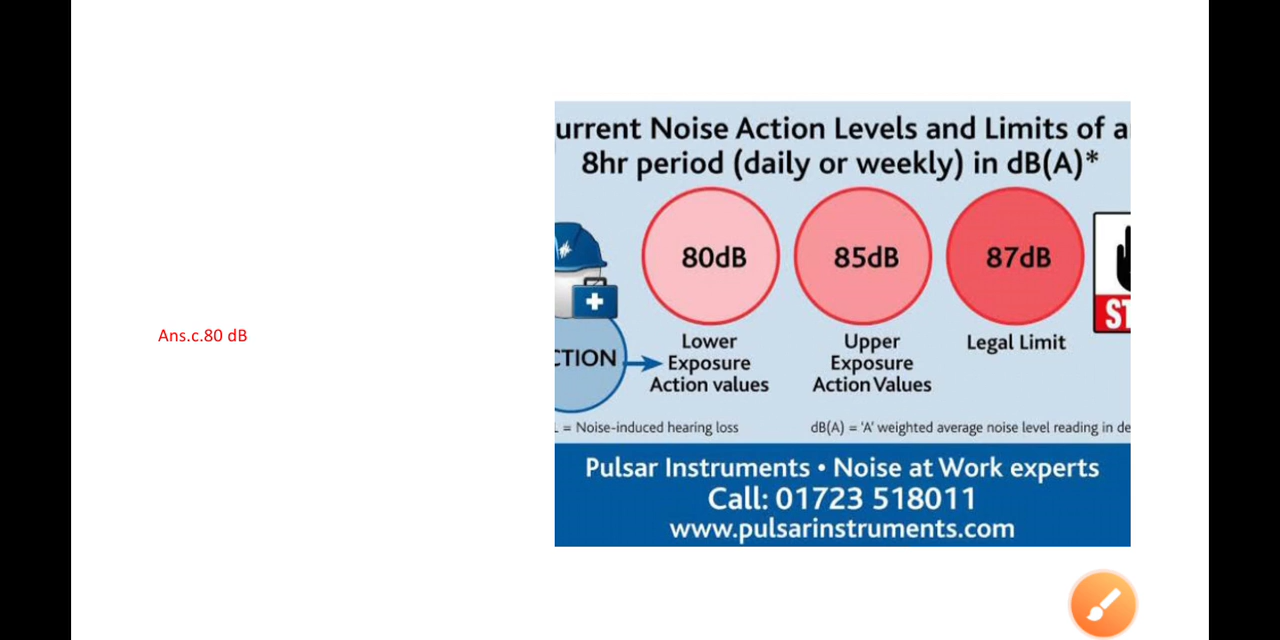 Ans.c.80 dB
urrent Noise Action Levels and Limits of a
8hr period (daily or weekly) in dB(A)*
80dB
85dB
87dB
Lower
Exposure
Action values
Upper
Exposure
Action Values
Legal Limit
CTION
ST
= Noise-induced hearing loss
dB(A) = 'A' weighted average noise level reading in de
Pulsar Instruments • Noise at Work experts
Call: 01723 518011
www.pulsarinstruments.com